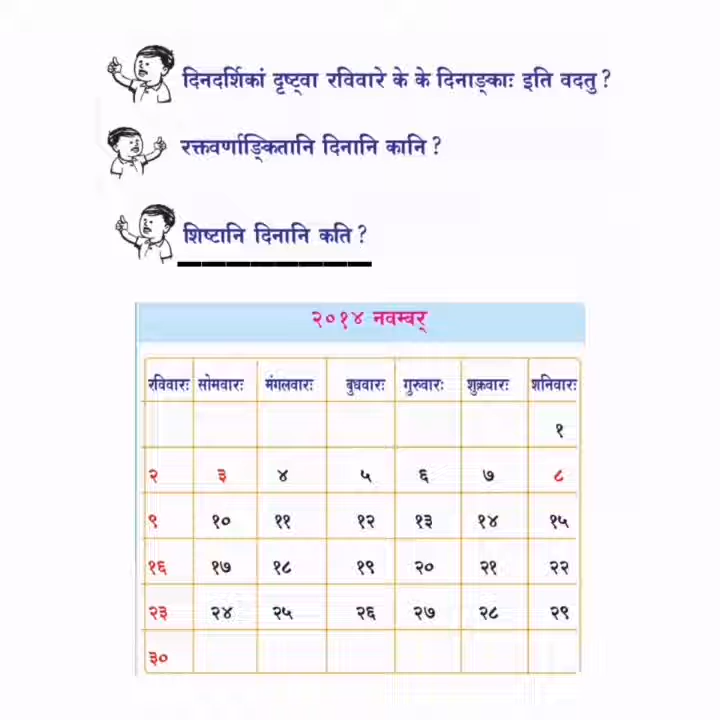 दिनदर्शिकां दृष्ट्वा रविवारे के के दिनाङ्काः इति वदतु ?
रक्तवर्णाङ्कितानि दिनानि कानि ?
शिष्टानि दिनानि कति ?
२०१४ नवम्बर्
रविवारः सोमवारः मंगलवारः बुधवारः गुरुवारः शुक्रवारः शनिवारः
१
२ ३ ४ ५ ६ ७ ८
९ १० ११ १२ १३ १४ १५
१६ १७ १८ १९ २० २१ २२
२३ २४ २५ २६ २७ २८ २९
३०